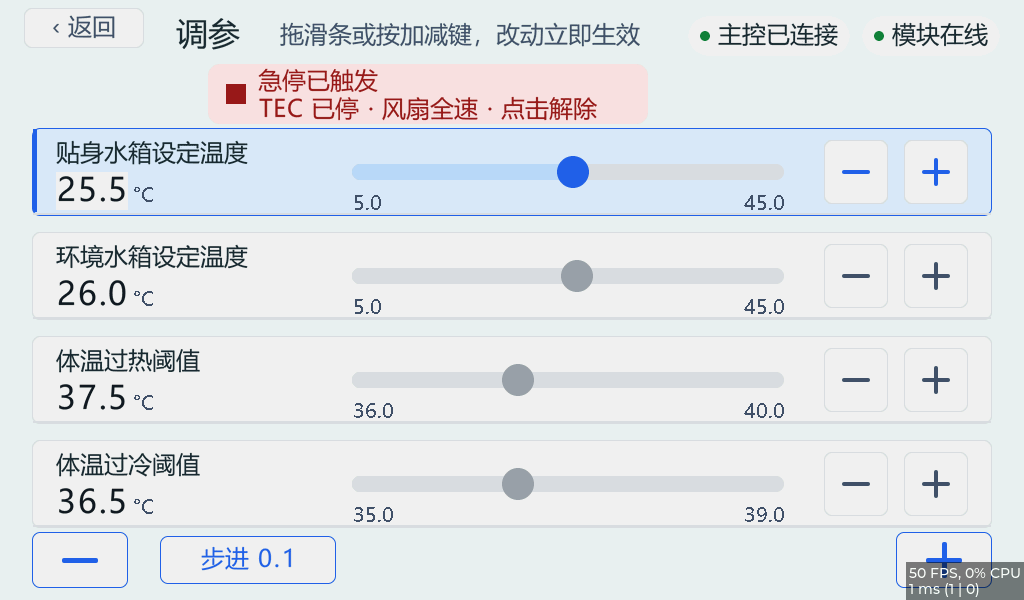 ‹ 返回
调参
拖滑条或按加减键，改动立即生效
主控已连接
模块在线
急停已触发
TEC 已停 · 风扇全速 · 点击解除
贴身水箱设定温度
25.5 °C
5.0
45.0
环境水箱设定温度
26.0 °C
5.0
45.0
体温过热阈值
37.5 °C
36.0
40.0
体温过冷阈值
36.5 °C
35.0
39.0
步进 0.1
50 FPS, 0% CPU
1 ms (1 | 0)